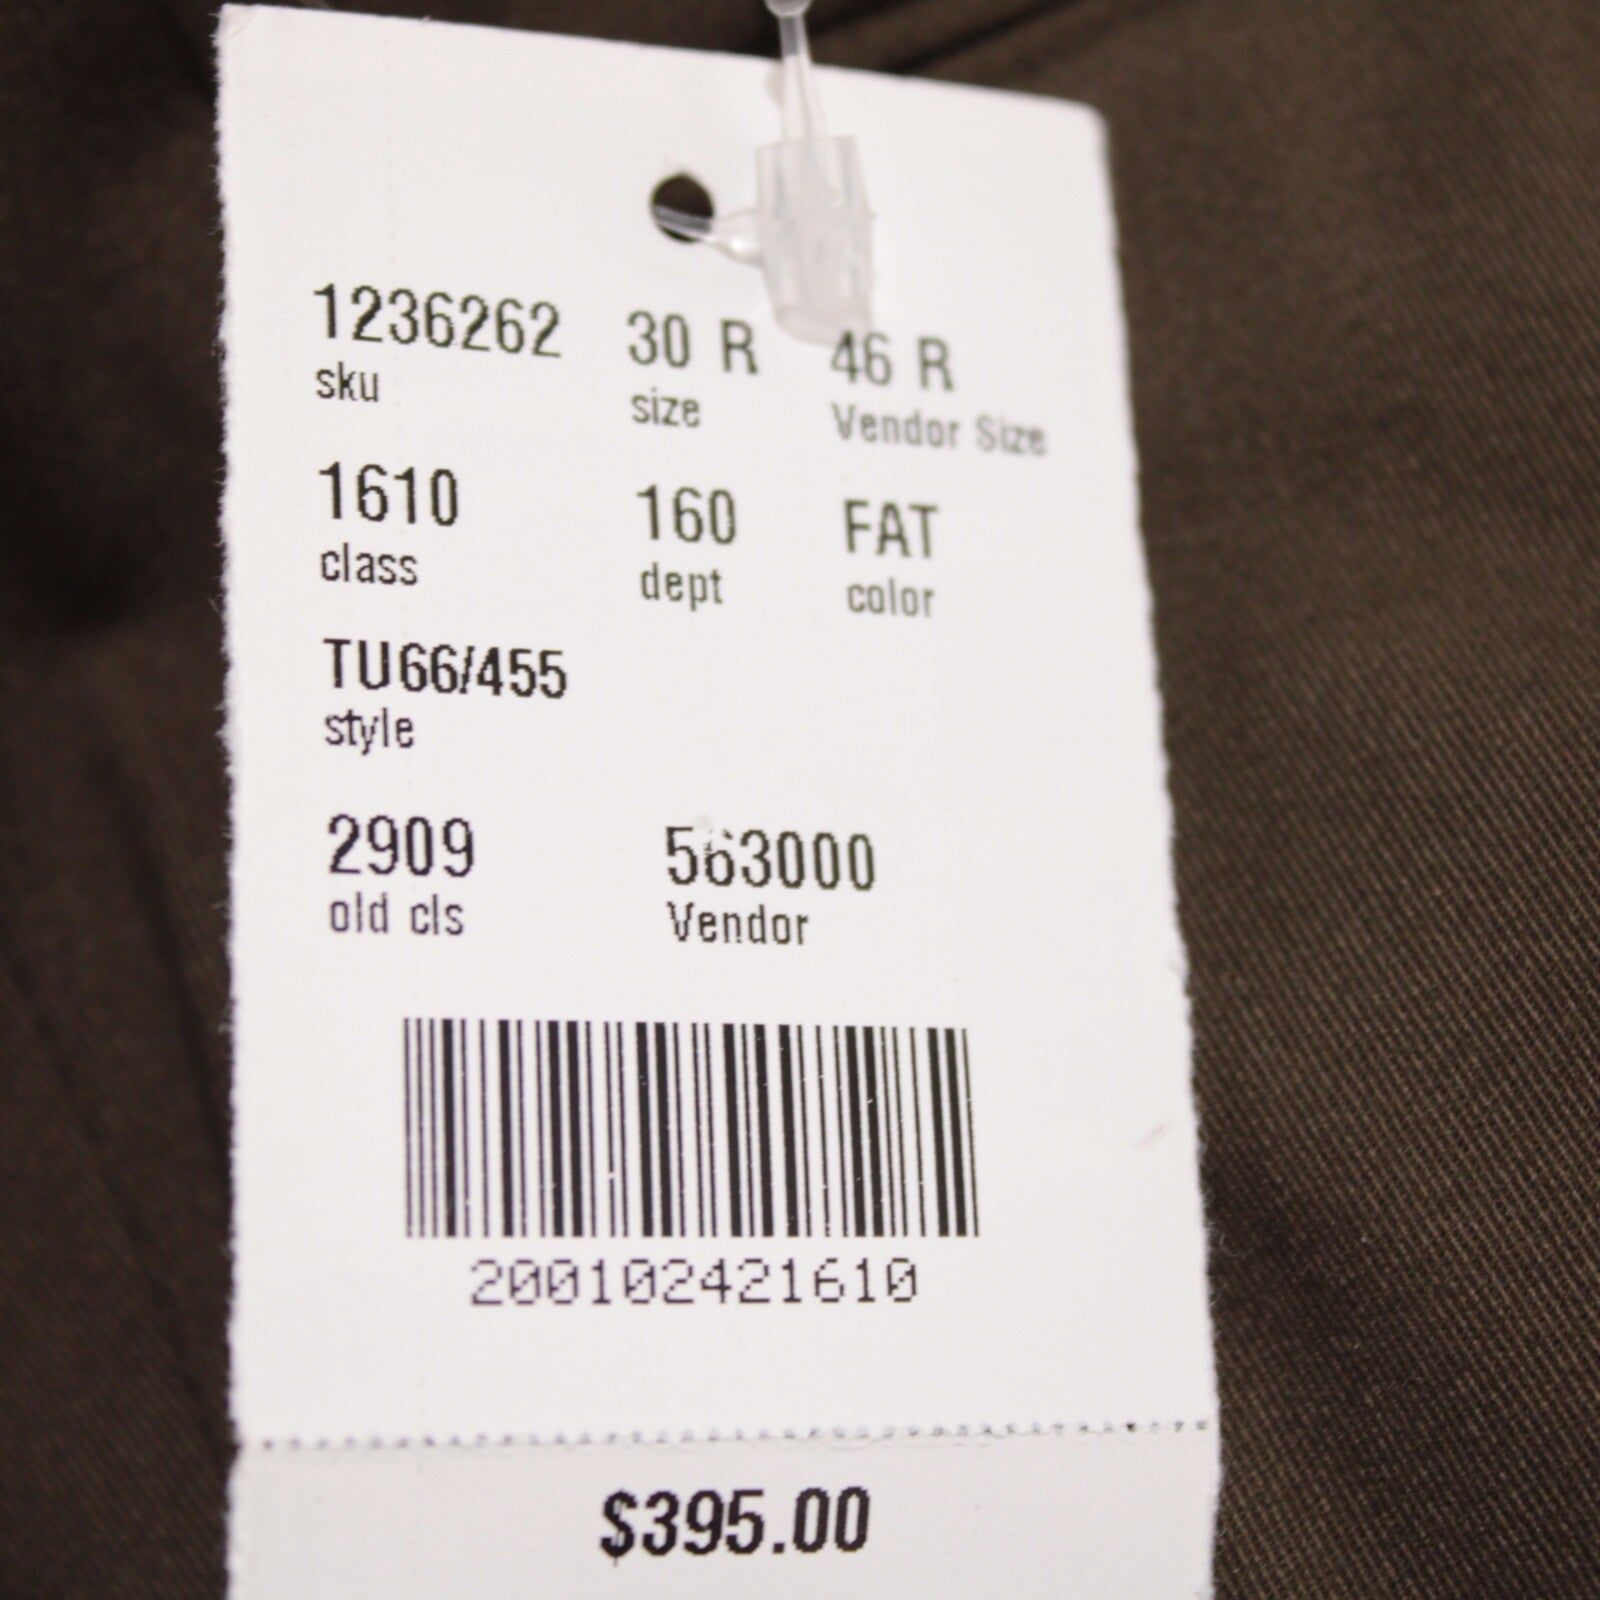 1236262 30 R 46 R
sku size Vendor Size
1610 160 FAT
class dept color
TU66/455
style
2909 563000
old cls Vendor
200102421610
$395.00